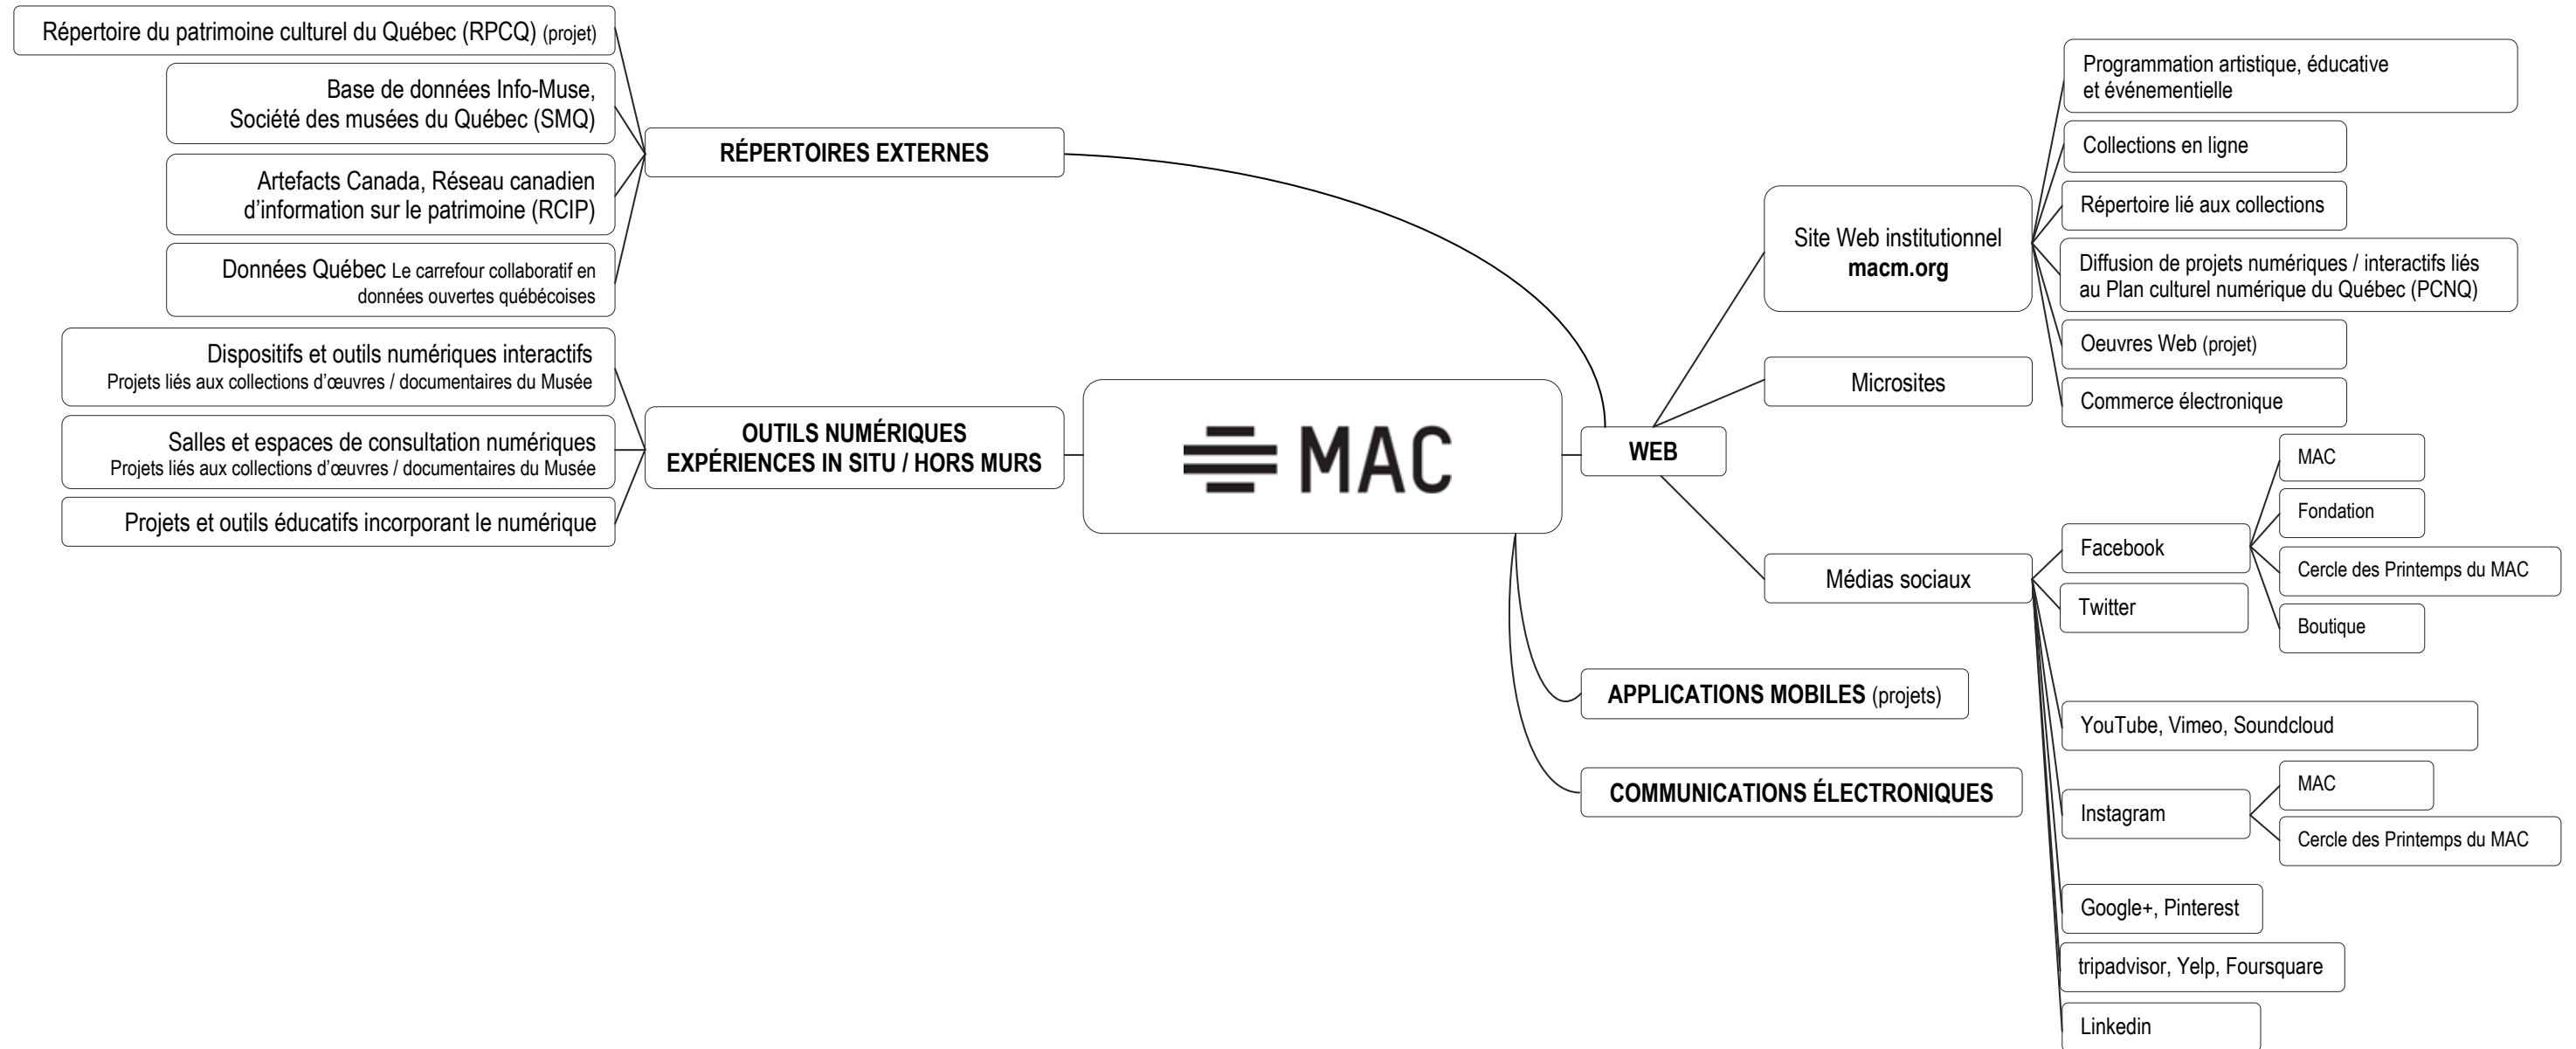 Répertoire du patrimoine culturel du Québec (RPCQ) (projet)
Base de données Info-Muse,
Société des musées du Québec (SMQ)
Artefacts Canada, Réseau canadien
d'information sur le patrimoine (RCIP)
Données Québec Le carrefour collaboratif en
données ouvertes québécoises
RÉPERTOIRES EXTERNES
Dispositifs et outils numériques interactifs
Projets liés aux collections d'œuvres / documentaires du Musée
Salles et espaces de consultation numériques
Projets liés aux collections d'œuvres / documentaires du Musée
Projets et outils éducatifs incorporant le numérique
OUTILS NUMÉRIQUES
EXPÉRIENCES IN SITU / HORS MURS
MAC
WEB
Site Web institutionnel
macm.org
Programmation artistique, éducative
et événementielle
Collections en ligne
Répertoire lié aux collections
Diffusion de projets numériques / interactifs liés
au Plan culturel numérique du Québec (PCNQ)
Oeuvres Web (projet)
Commerce électronique
Microsites
Médias sociaux
Facebook
MAC
Fondation
Cercle des Printemps du MAC
Boutique
Twitter
YouTube, Vimeo, Soundcloud
Instagram
MAC
Cercle des Printemps du MAC
Google+, Pinterest
tripadvisor, Yelp, Foursquare
Linkedin
APPLICATIONS MOBILES (projets)
COMMUNICATIONS ÉLECTRONIQUES